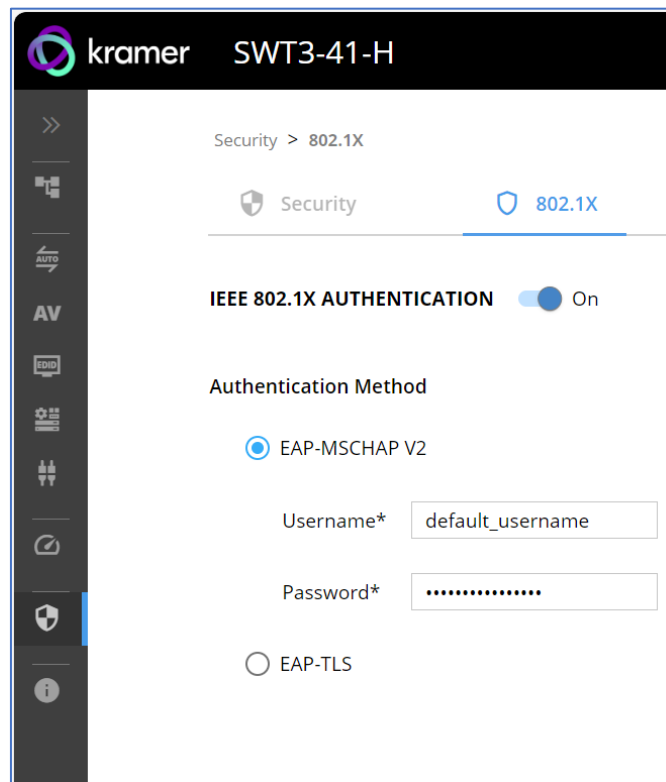 kramer SWT3-41-H
Security > 802.1X
Security 802.1X
IEEE 802.1X AUTHENTICATION On
AUTO
AV
EDID
Authentication Method
EAP-MSCHAP V2
Username* default_username
Password* ••••••••••••••••
EAP-TLS